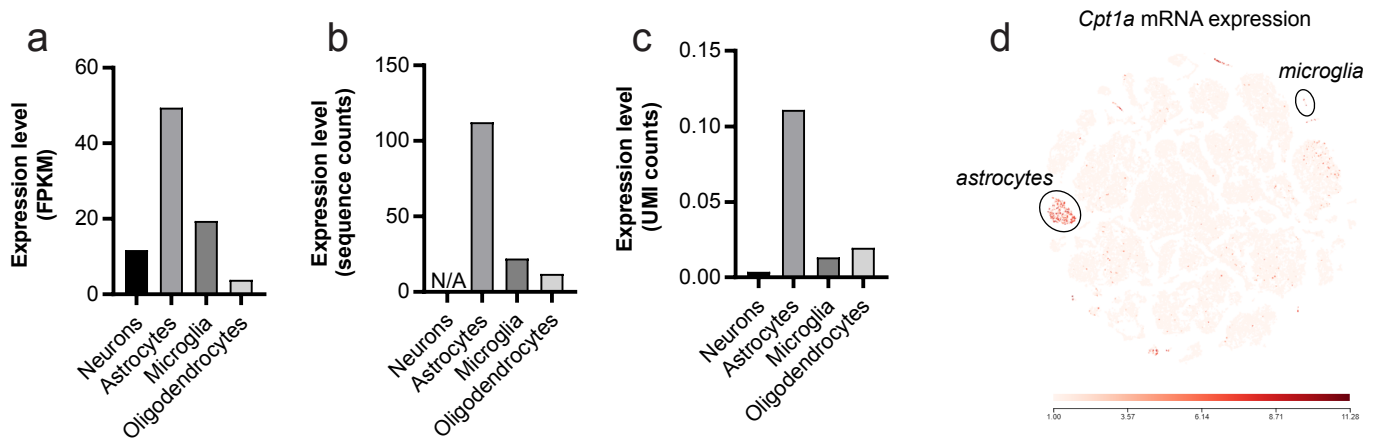 a
Expression level
(FPKM)
60
40
20
0
Neurons
Astrocytes
Microglia
Oligodendrocytes
b
Expression level
(sequence counts)
150
100
50
0
N/A
Neurons
Astrocytes
Microglia
Oligodendrocytes
c
Expression level
(UMI counts)
0.15
0.10
0.05
0.00
Neurons
Astrocytes
Microglia
Oligodendrocytes
d
Cpt1a mRNA expression
microglia
astrocytes
1.00 3.57 6.14 8.71 11.28